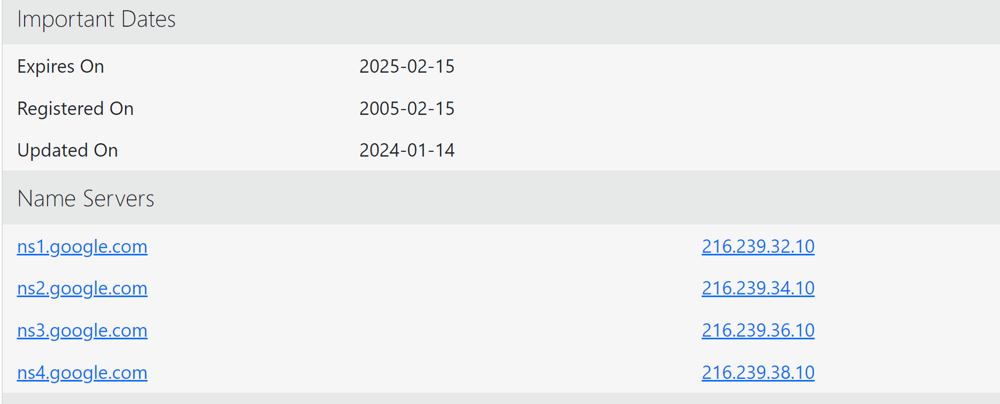 Important Dates
Expires On 2025-02-15
Registered On 2005-02-15
Updated On 2024-01-14
Name Servers
ns1.google.com 216.239.32.10
ns2.google.com 216.239.34.10
ns3.google.com 216.239.36.10
ns4.google.com 216.239.38.10